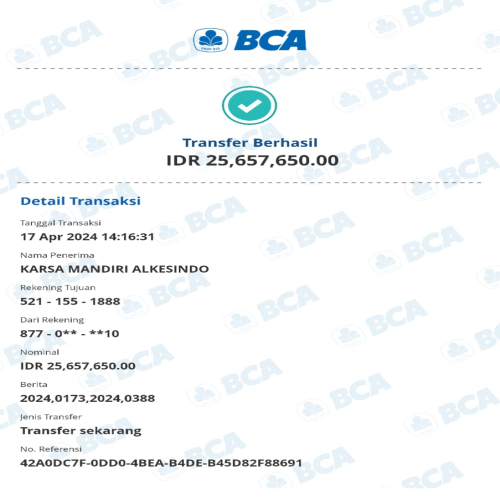 BCA
Transfer Berhasil
IDR 25,657,650.00
Detail Transaksi
Tanggal Transaksi
17 Apr 2024 14:16:31
Nama Penerima
KARSA MANDIRI ALKESINDO
Rekening Tujuan
521 - 155 - 1888
Dari Rekening
877 - 0** - **10
Nominal
IDR 25,657,650.00
Berita
2024,0173,2024,0388
Jenis Transfer
Transfer sekarang
No. Referensi
42A0DC7F-0DD0-4BEA-B4DE-B45D82F88691